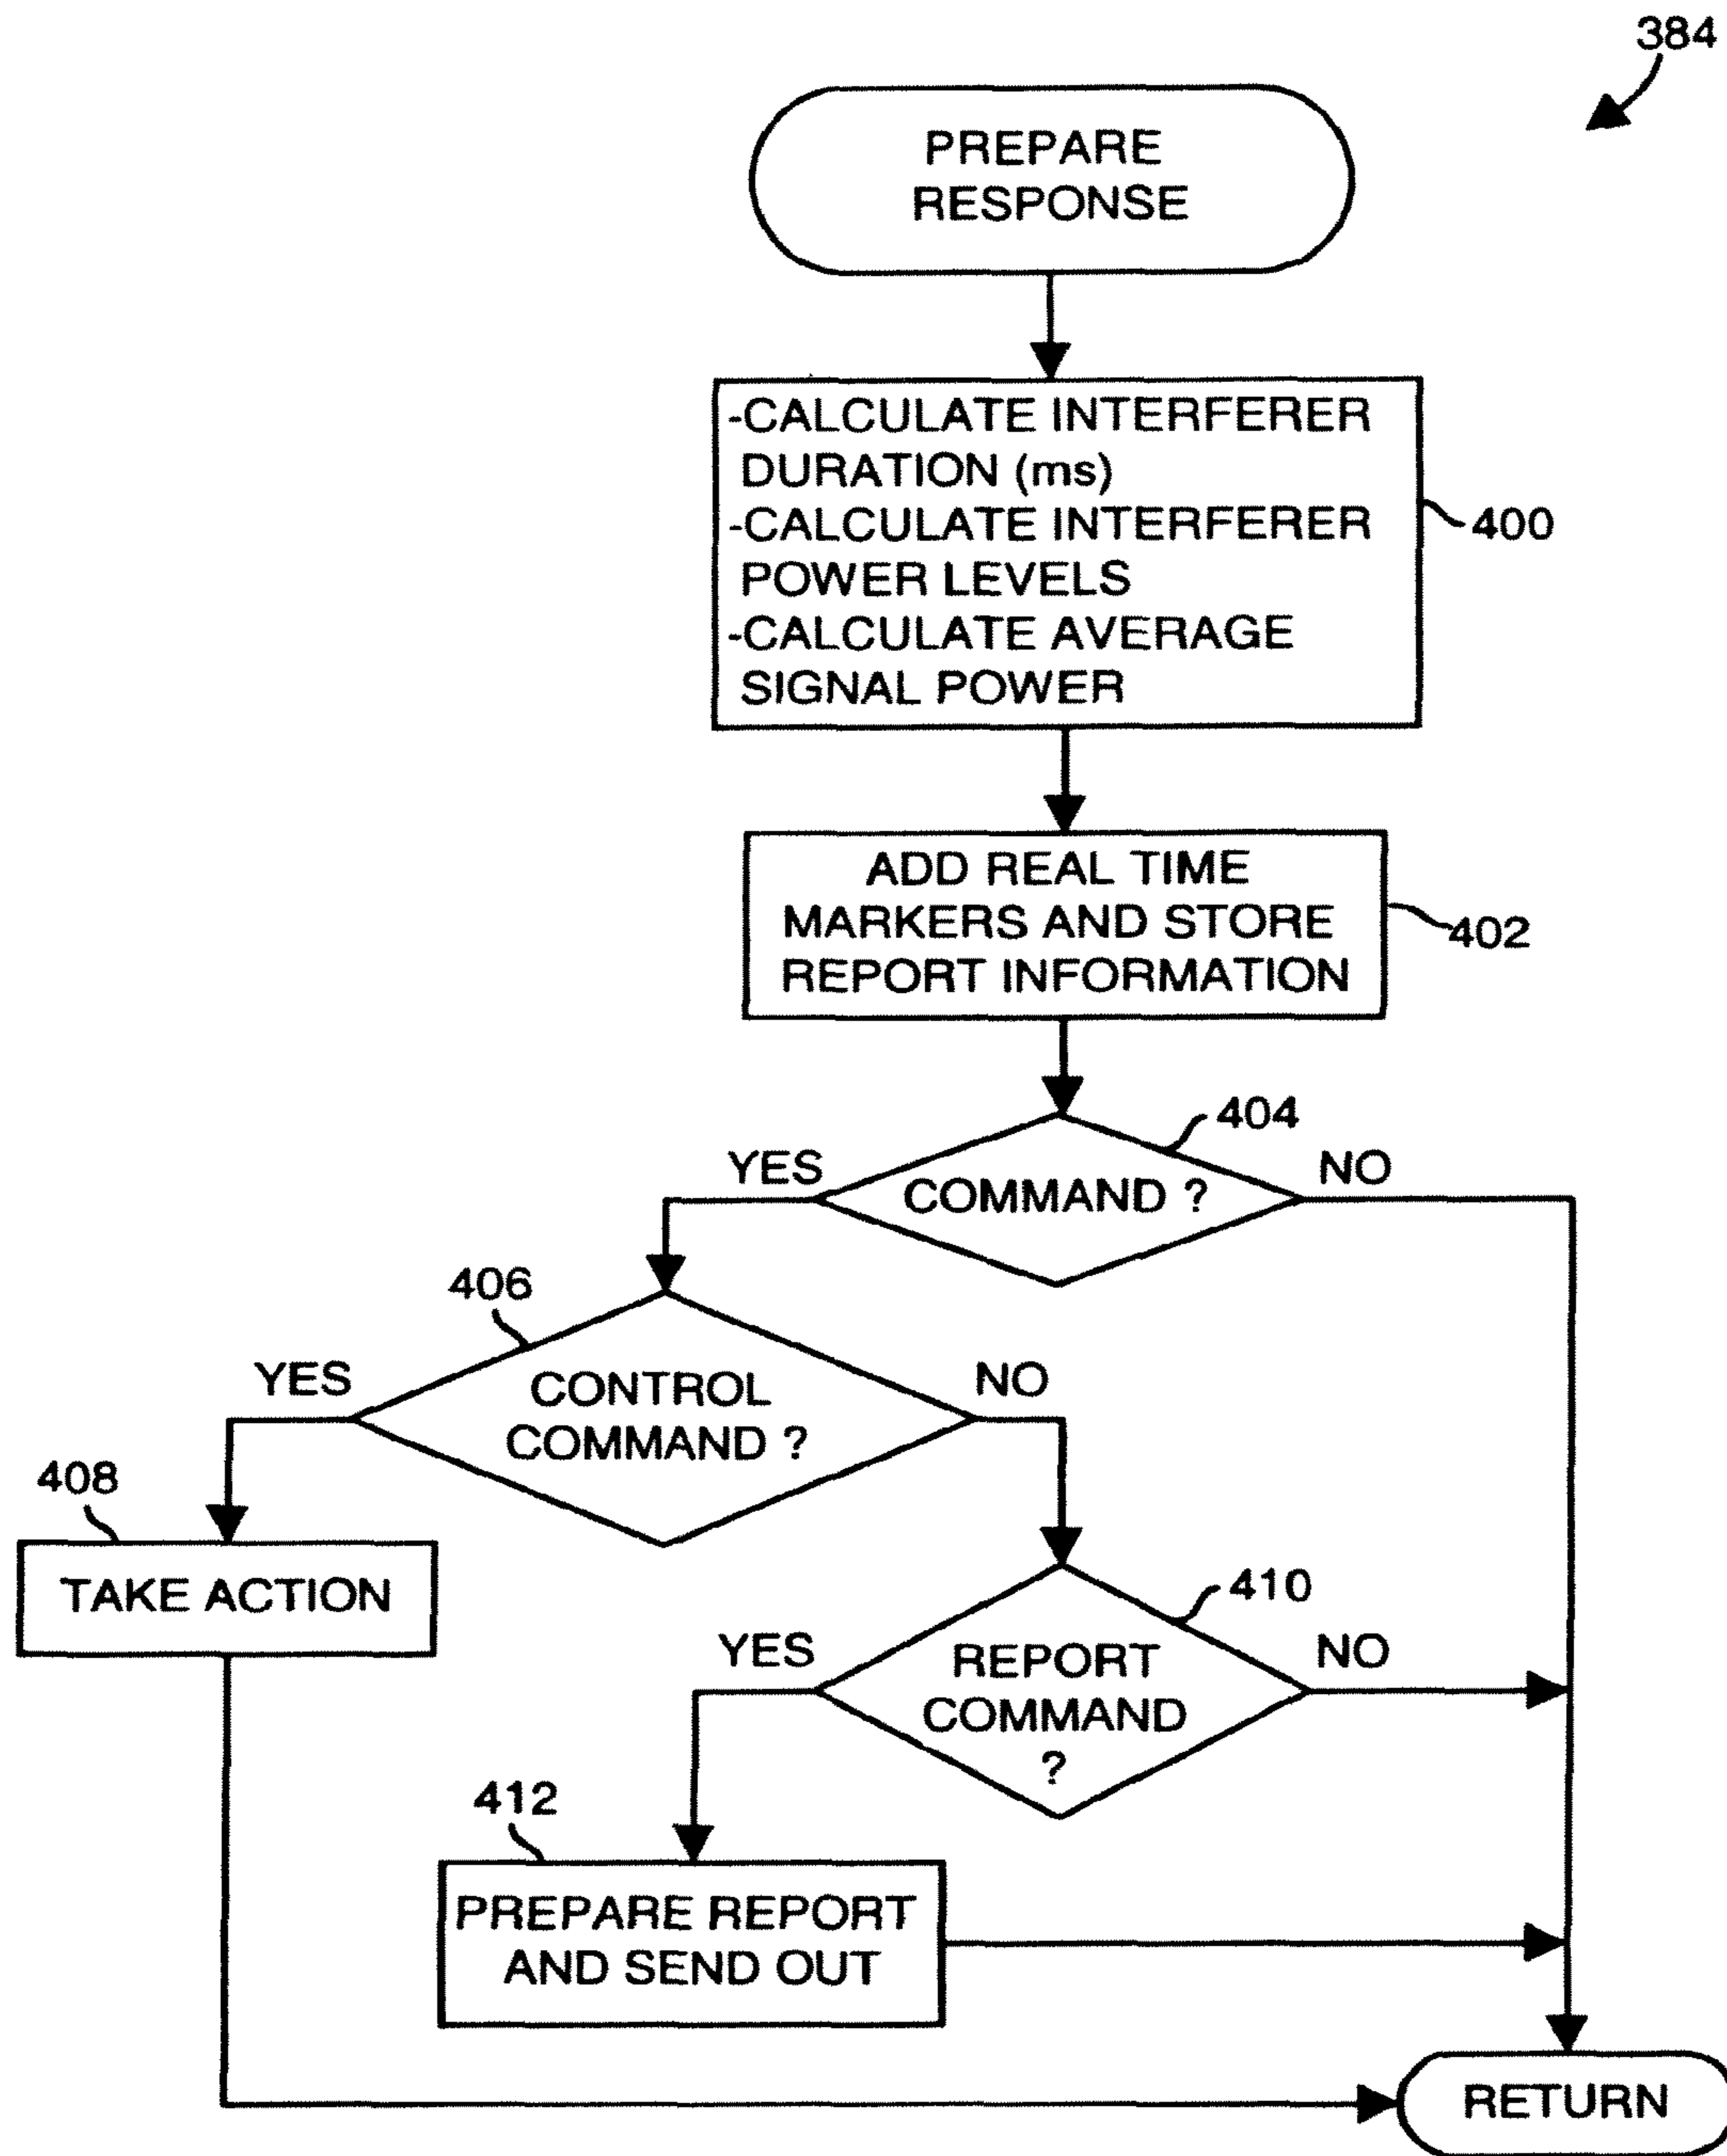 384
PREPARE
RESPONSE
-CALCULATE INTERFERER
DURATION (ms)
-CALCULATE INTERFERER
POWER LEVELS
-CALCULATE AVERAGE
SIGNAL POWER
400
ADD REAL TIME
MARKERS AND STORE
REPORT INFORMATION
402
404
YES
COMMAND ?
NO
406
YES
CONTROL
COMMAND ?
NO
408
TAKE ACTION
410
YES
REPORT
COMMAND
?
NO
412
PREPARE REPORT
AND SEND OUT
RETURN